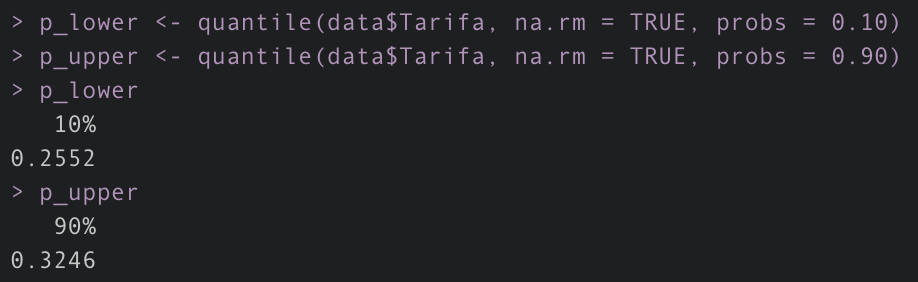 > p_lower <- quantile(data$Tarifa, na.rm = TRUE, probs = 0.10)
> p_upper <- quantile(data$Tarifa, na.rm = TRUE, probs = 0.90)
> p_lower
   10%
0.2552
> p_upper
   90%
0.3246